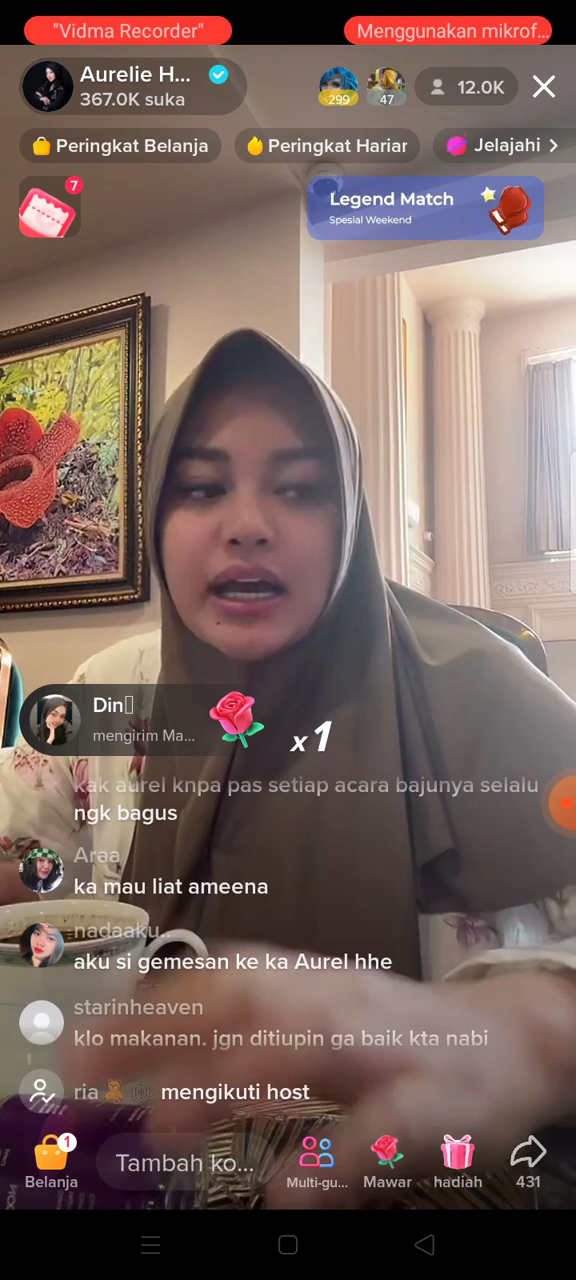 "Vidma Recorder"
Menggunakan mikrof...
Aurelie H...
367.0K suka
299
47
12.0K
Peringkat Belanja
Peringkat Harian
Jelajahi
7
Legend Match
Spesial Weekend
Din
mengirim Ma...
x1
kak aurel knpa pas setiap acara bajunya selalu
ngk bagus
Araa
ka mau liat ameena
nadaaku..
aku si gemesan ke ka Aurel hhe
starinheaven
klo makanan. jgn ditiupin ga baik kta nabi
ria🧸🕸️ mengikuti host
1
Tambah ko...
Belanja
Multi-gu...
Mawar
hadiah
431